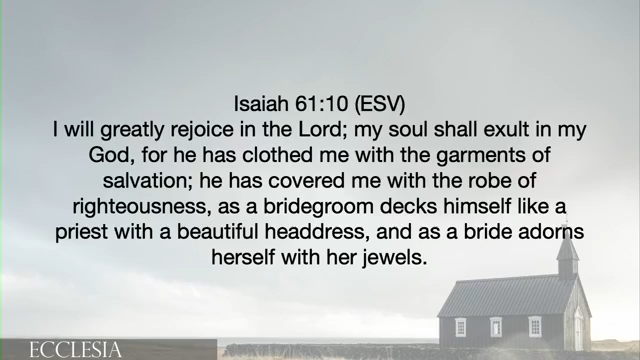 Isaiah 61:10 (ESV)
I will greatly rejoice in the Lord; my soul shall exult in my
God, for he has clothed me with the garments of
salvation; he has covered me with the robe of
righteousness, as a bridegroom decks himself like a
priest with a beautiful headdress, and as a bride adorns
herself with her jewels.
ECCLESIA